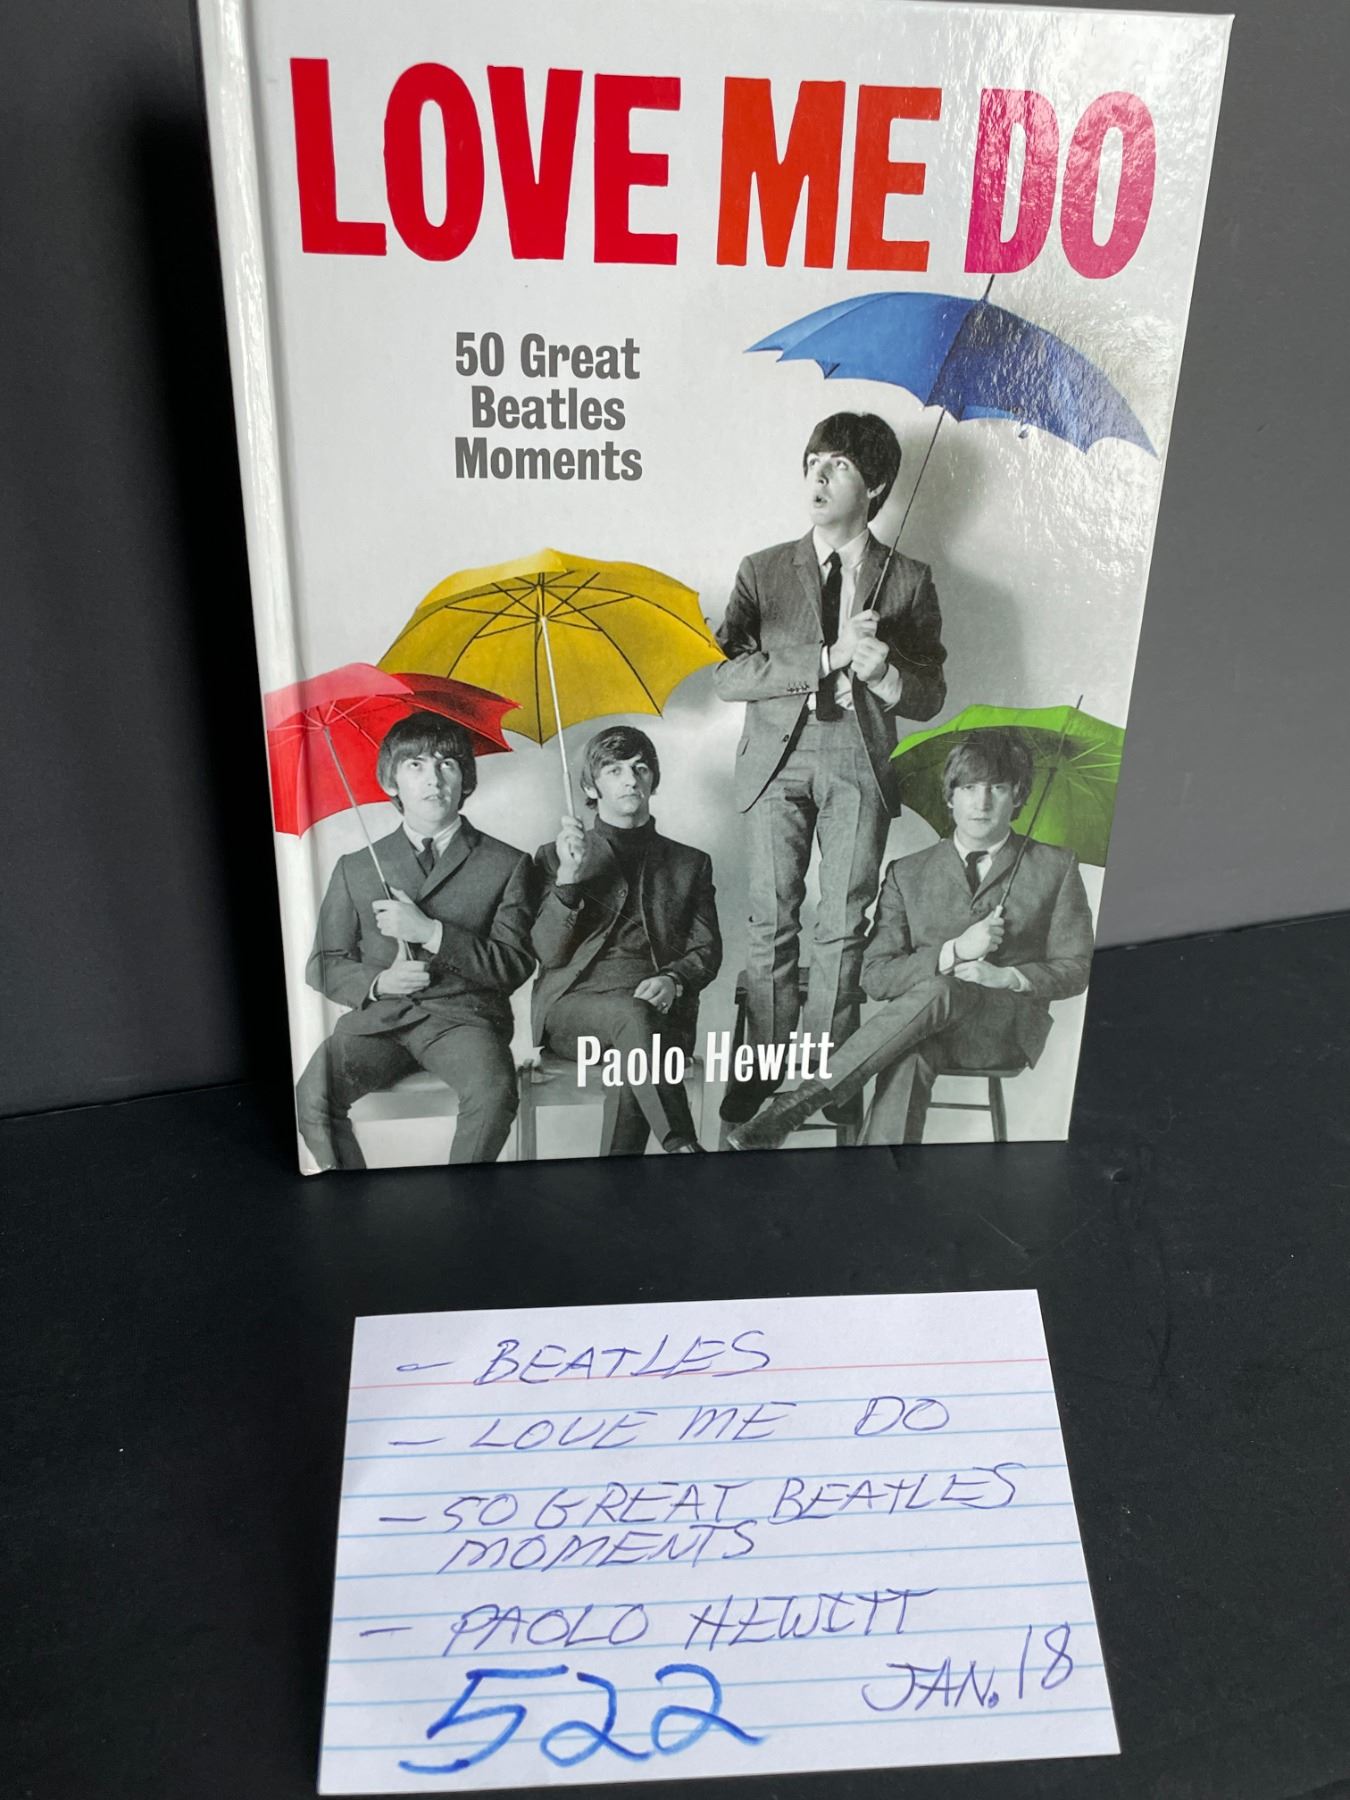 LOVE ME DO
50 Great
Beatles
Moments
Paolo Hewitt
- BEATLES
- LOVE ME DO
- 50 GREAT BEATLES
MOMENTS
- PAOLO HEWITT
522 JAN. 18